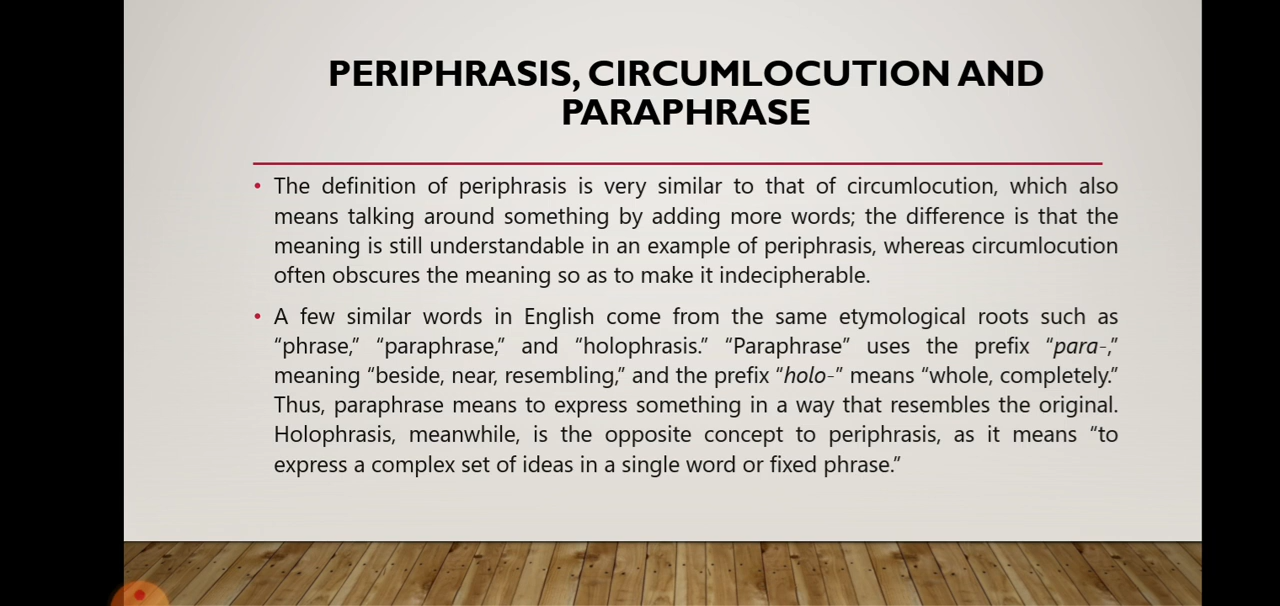 PERIPHRASIS, CIRCUMLOCUTION AND
PARAPHRASE
• The definition of periphrasis is very similar to that of circumlocution, which also
means talking around something by adding more words; the difference is that the
meaning is still understandable in an example of periphrasis, whereas circumlocution
often obscures the meaning so as to make it indecipherable.
• A few similar words in English come from the same etymological roots such as
“phrase,” “paraphrase,” and “holophrasis.” “Paraphrase” uses the prefix “para-,”
meaning “beside, near, resembling,” and the prefix “holo-” means “whole, completely.”
Thus, paraphrase means to express something in a way that resembles the original.
Holophrasis, meanwhile, is the opposite concept to periphrasis, as it means “to
express a complex set of ideas in a single word or fixed phrase.”